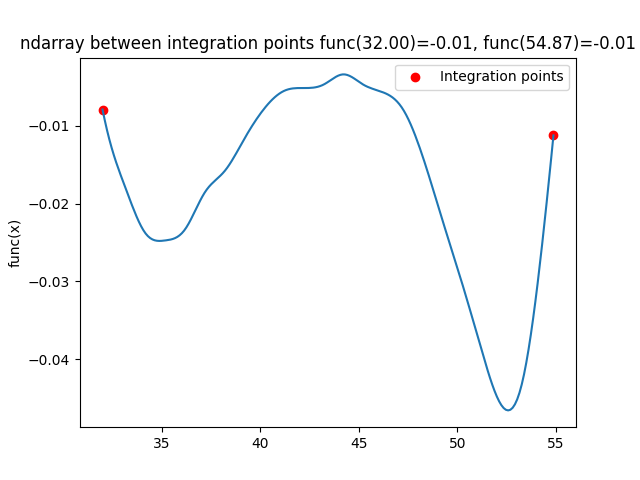 ndarray between integration points func(32.00)=-0.01, func(54.87)=-0.01
Integration points
−0.01
−0.02
−0.03
−0.04
func(x)
35 40 45 50 55